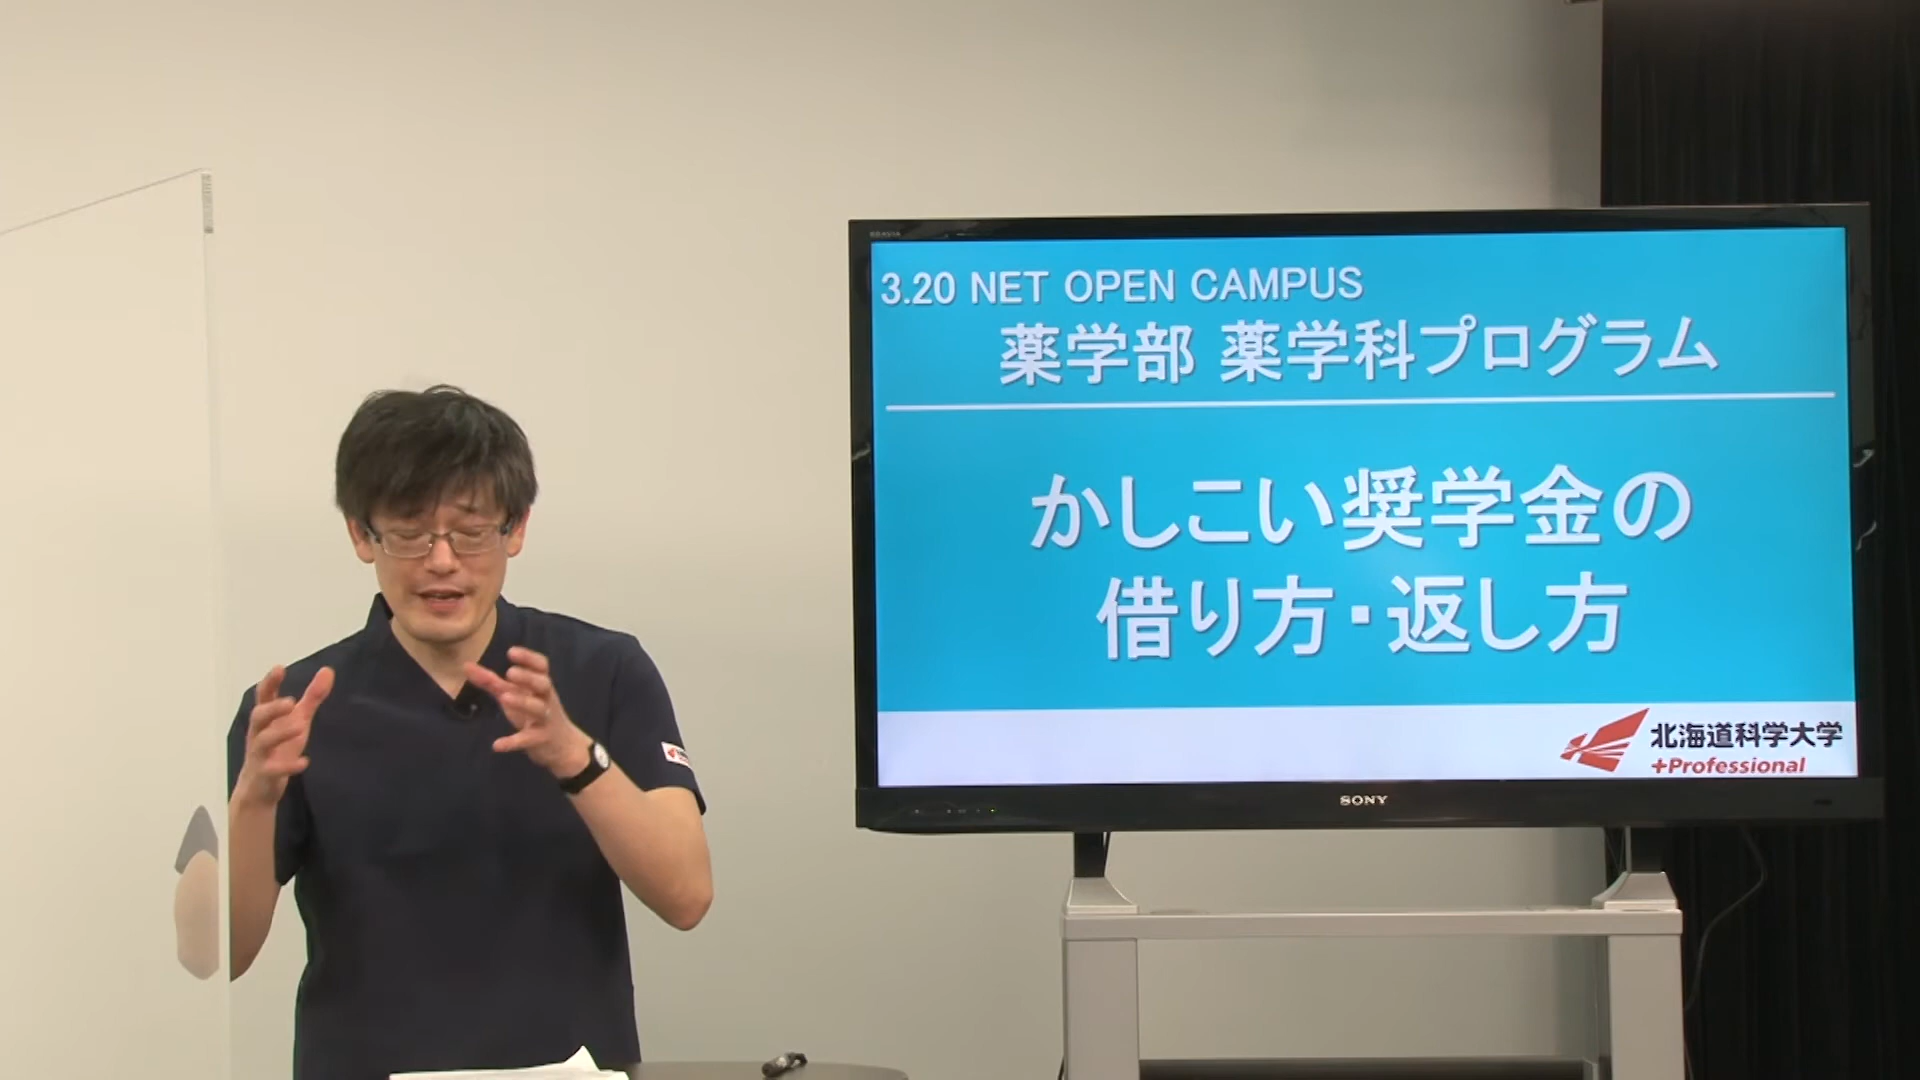 3.20 NET OPEN CAMPUS
薬学部 薬学科プログラム
かしこい奨学金の
借り方・返し方
北海道科学大学
+Professional
SONY